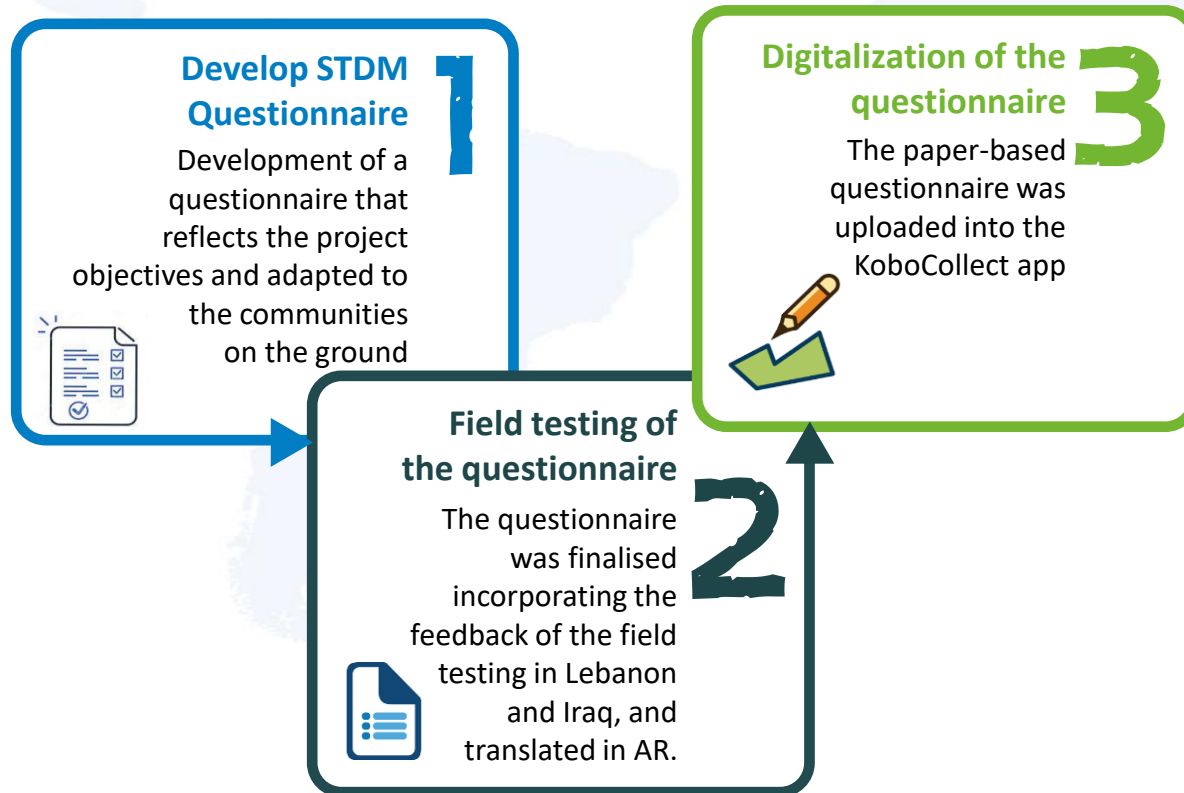 Develop STDM
Questionnaire
1
Development of a
questionnaire that
reflects the project
objectives and adapted to
the communities
on the ground
Field testing of
the questionnaire
2
The questionnaire
was finalised
incorporating the
feedback of the field
testing in Lebanon
and Iraq, and
translated in AR.
Digitalization of the
questionnaire
3
The paper-based
questionnaire was
uploaded into the
KoboCollect app